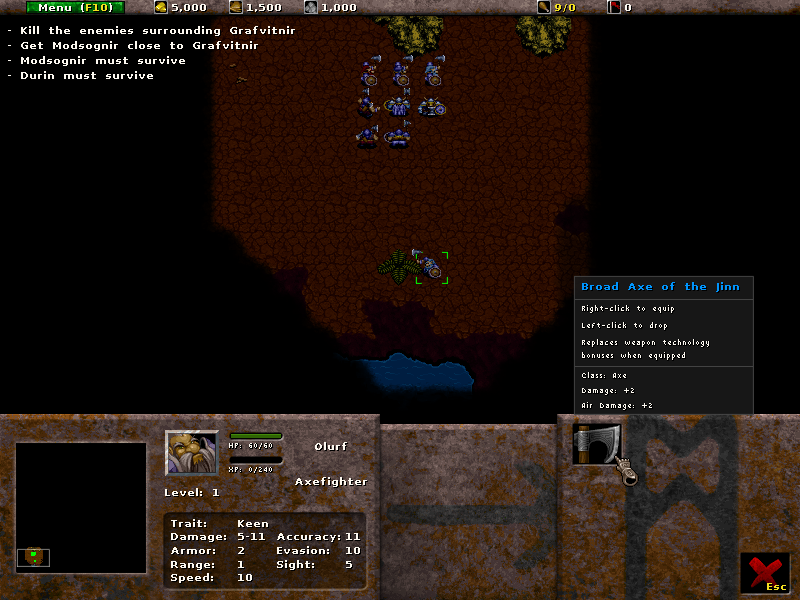 Menu (F10) 5,000 1,500 1,000 9/0 0
- Kill the enemies surrounding Grafvitnir
- Get Modsognir close to Grafvitnir
- Modsognir must survive
- Durin must survive
Broad Axe of the Jinn
Right-click to equip
Left-click to drop
Replaces weapon technology
bonuses when equipped
Class: Axe
Damage: +2
Air Damage: +2
HP: 60/60
Olurf
XP: 0/240
Axefighter
Level: 1
Trait: Keen
Damage: 5-11 Accuracy: 11
Armor: 2 Evasion: 10
Range: 1 Sight: 5
Speed: 10
Esc